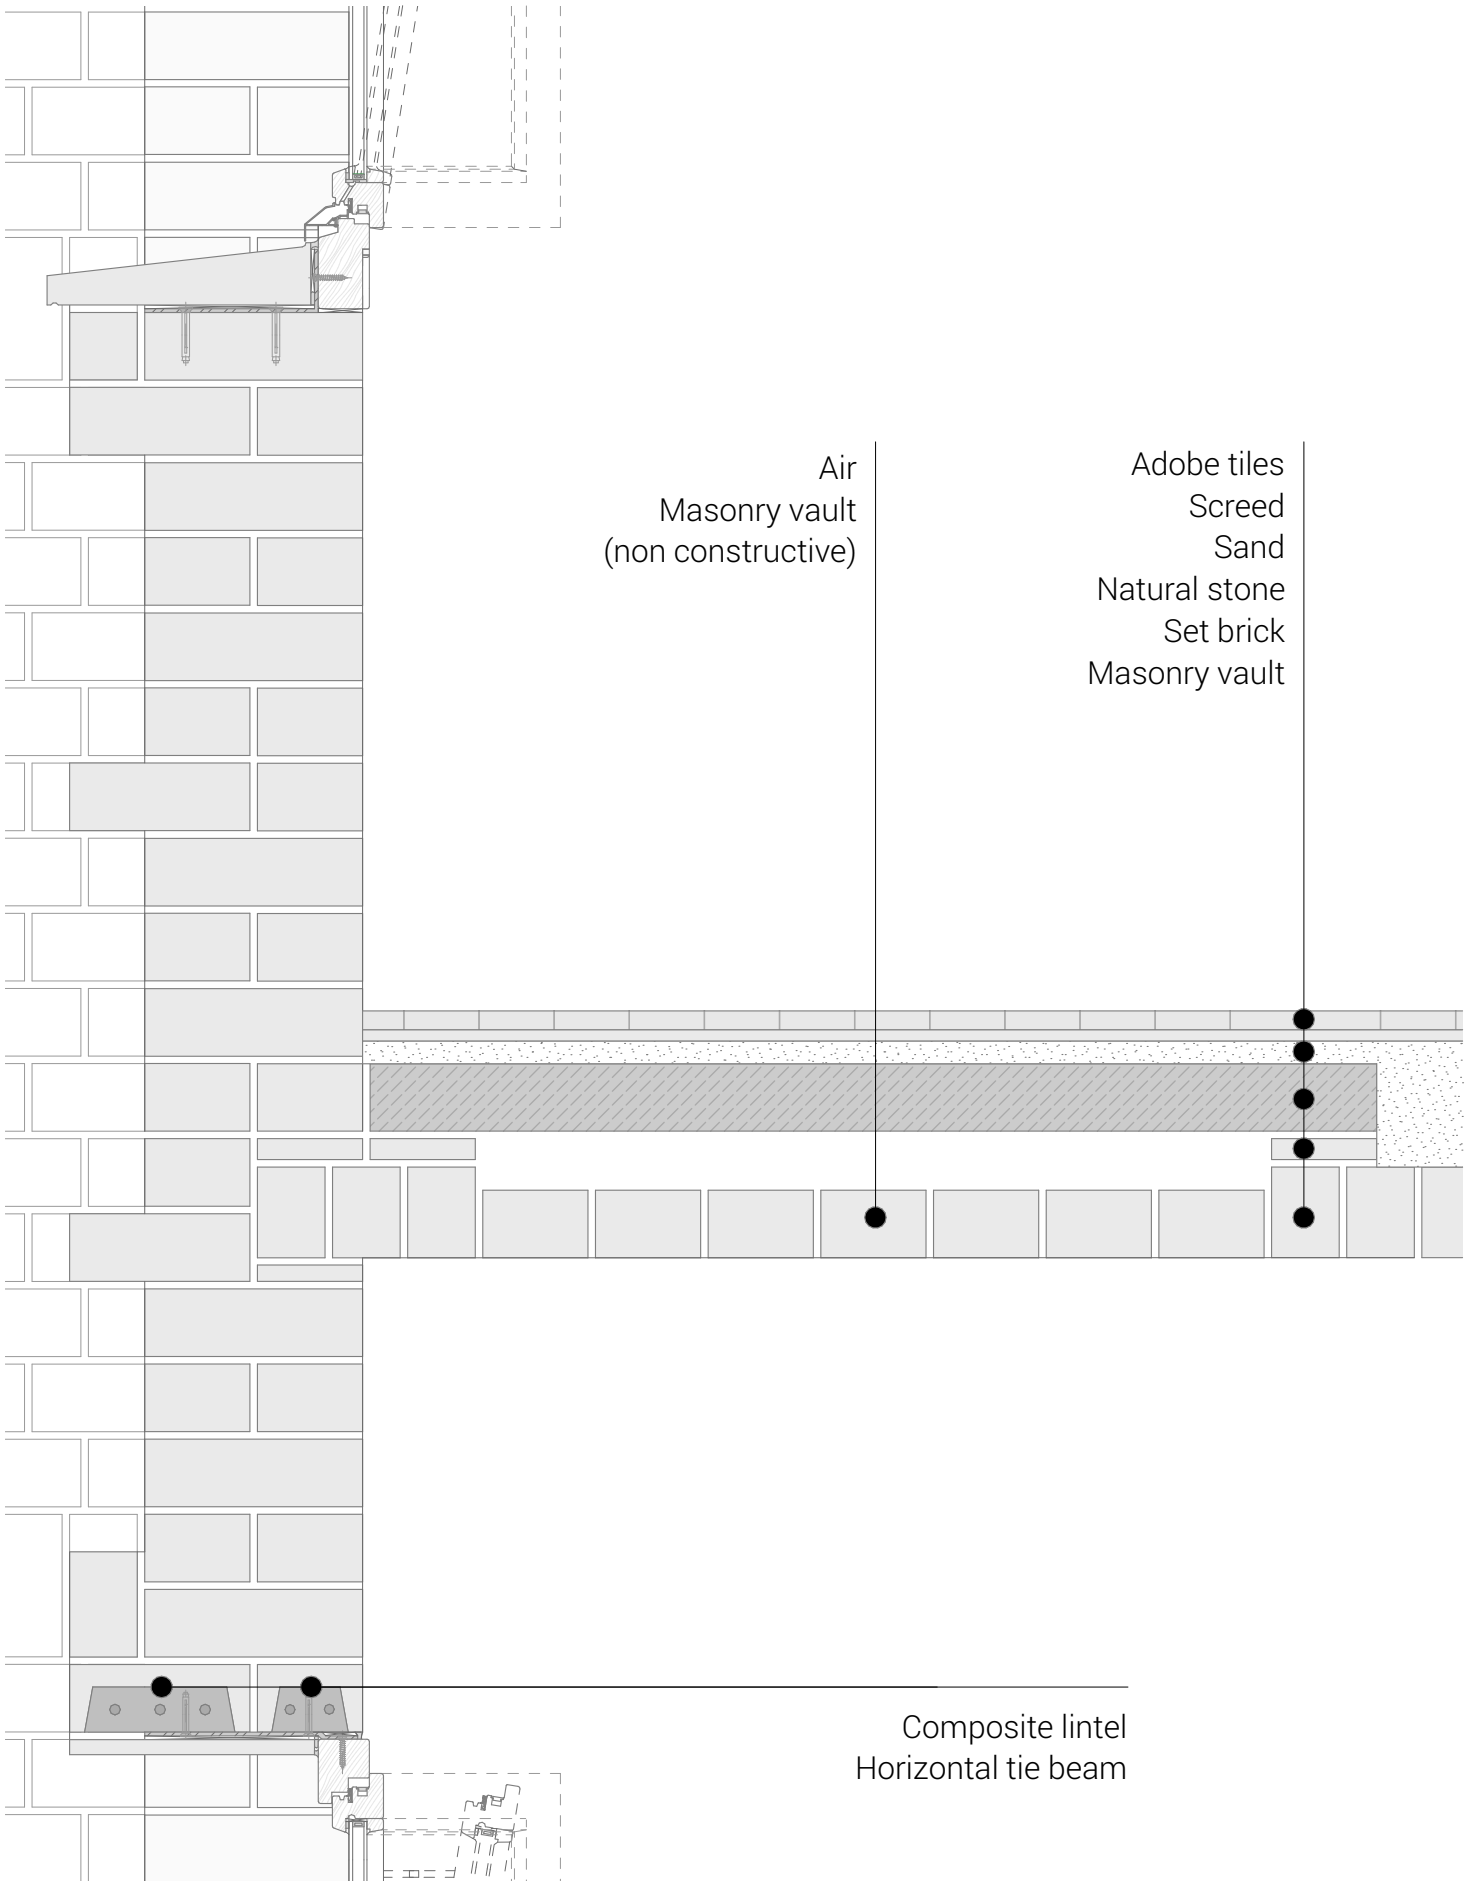 Air
Masonry vault
(non constructive)
Adobe tiles
Screed
Sand
Natural stone
Set brick
Masonry vault
Composite lintel
Horizontal tie beam